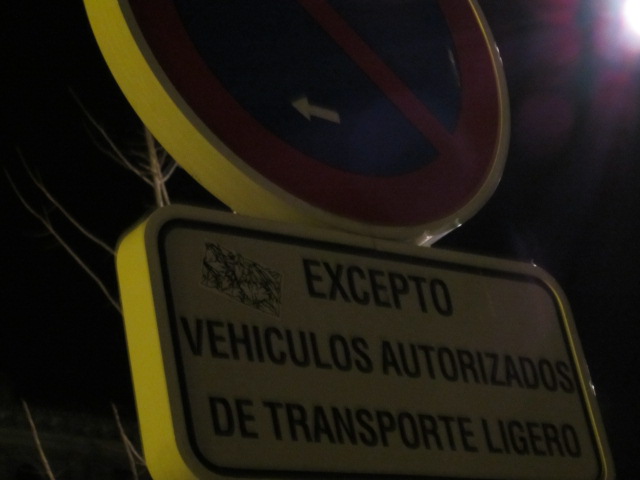 EXCEPTO
VEHICULOS AUTORIZADOS
DE TRANSPORTE LIGERO